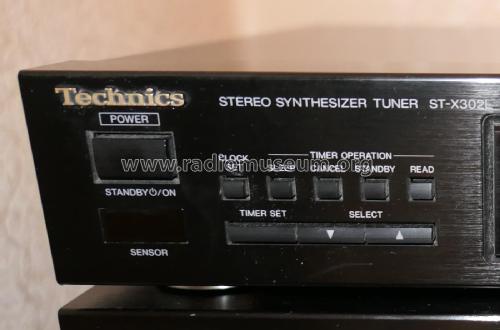 Technics
STEREO SYNTHESIZER TUNER ST-X302L
POWER
STANDBY⏻/ON
SENSOR
CLOCK SET
TIMER OPERATION
SLEEP CANCEL STANDBY READ
TIMER SET SELECT
▼ ▲
www.radiomuseum.org